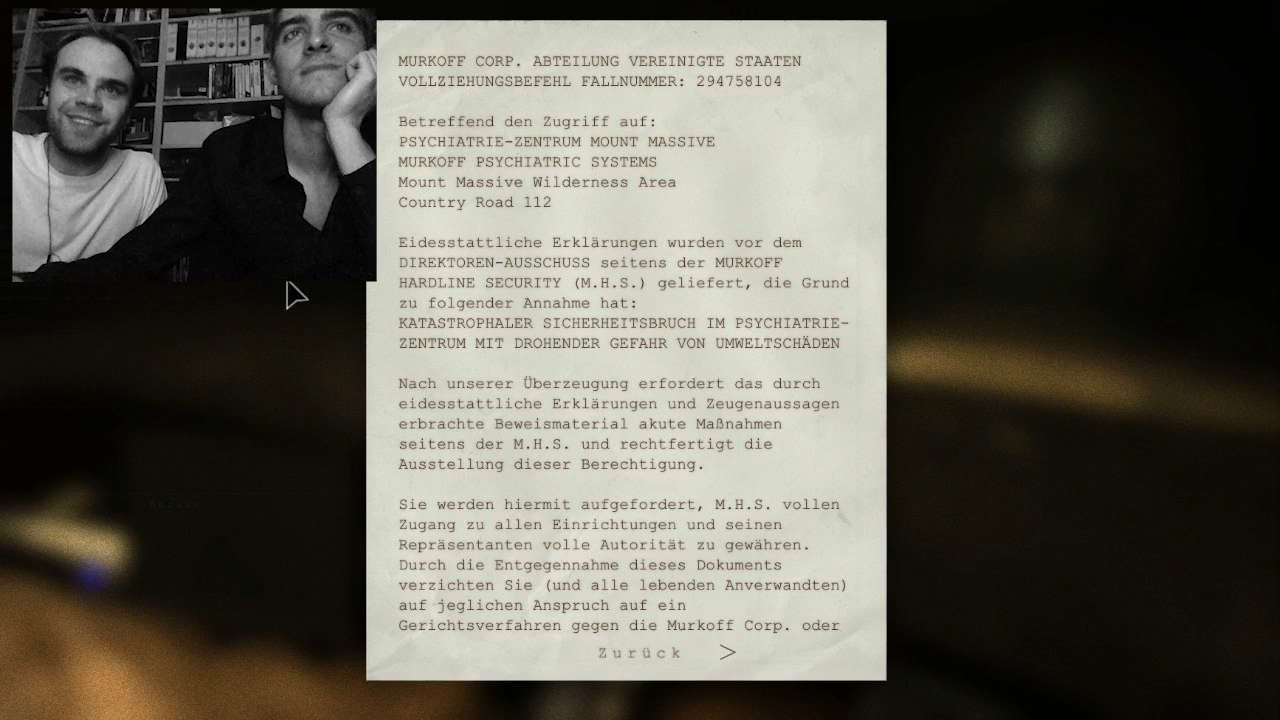 MURKOFF CORP. ABTEILUNG VEREINIGTE STAATEN
VOLLZIEHUNGSBEFEHL FALLNUMMER: 294758104
Betreffend den Zugriff auf:
PSYCHIATRIE-ZENTRUM MOUNT MASSIVE
MURKOFF PSYCHIATRIC SYSTEMS
Mount Massive Wilderness Area
Country Road 112
Eidesstattliche Erklärungen wurden vor dem
DIREKTOREN-AUSSCHUSS seitens der MURKOFF
HARDLINE SECURITY (M.H.S.) geliefert, die Grund
zu folgender Annahme hat:
KATASTROPHALER SICHERHEITSBRUCH IM PSYCHIATRIE-
ZENTRUM MIT DROHENDER GEFAHR VON UMWELTSCHÄDEN
Nach unserer Überzeugung erfordert das durch
eidesstattliche Erklärungen und Zeugenaussagen
erbrachte Beweismaterial akute Maßnahmen
seitens der M.H.S. und rechtfertigt die
Ausstellung dieser Berechtigung.
Sie werden hiermit aufgefordert, M.H.S. vollen
Zugang zu allen Einrichtungen und seinen
Repräsentanten volle Autorität zu gewähren.
Durch die Entgegennahme dieses Dokuments
verzichten Sie (und alle lebenden Anverwandten)
auf jeglichen Anspruch auf ein
Gerichtsverfahren gegen die Murkoff Corp. oder
Zurück >